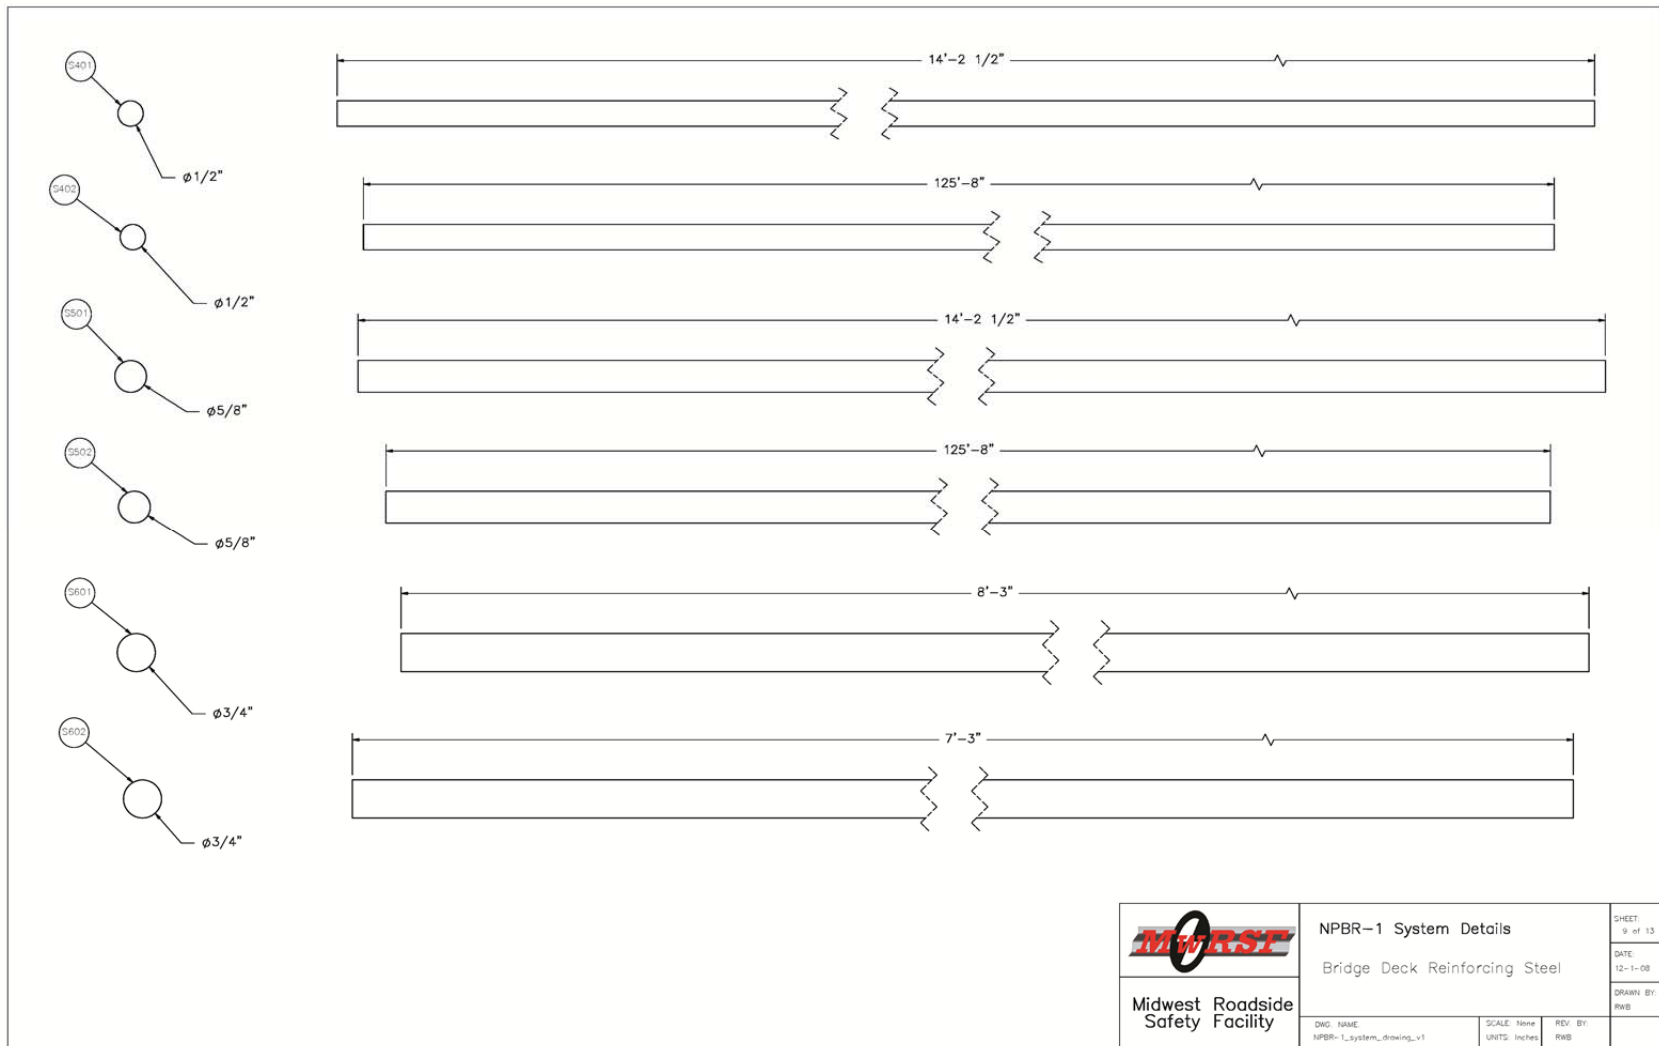 S401
14'-2 1/2"
ø1/2"
S402
125'-8"
ø1/2"
S501
14'-2 1/2"
ø5/8"
S502
125'-8"
ø5/8"
S601
8'-3"
ø3/4"
S602
7'-3"
ø3/4"
MwRSF
Midwest Roadside
Safety Facility
NPBR-1 System Details
Bridge Deck Reinforcing Steel
DWG. NAME.
NPBR-1_system_drawing_v1
SCALE: None
UNITS: Inches
REV. BY:
RWB
SHEET:
9 of 13
DATE:
12-1-08
DRAWN BY:
RWB